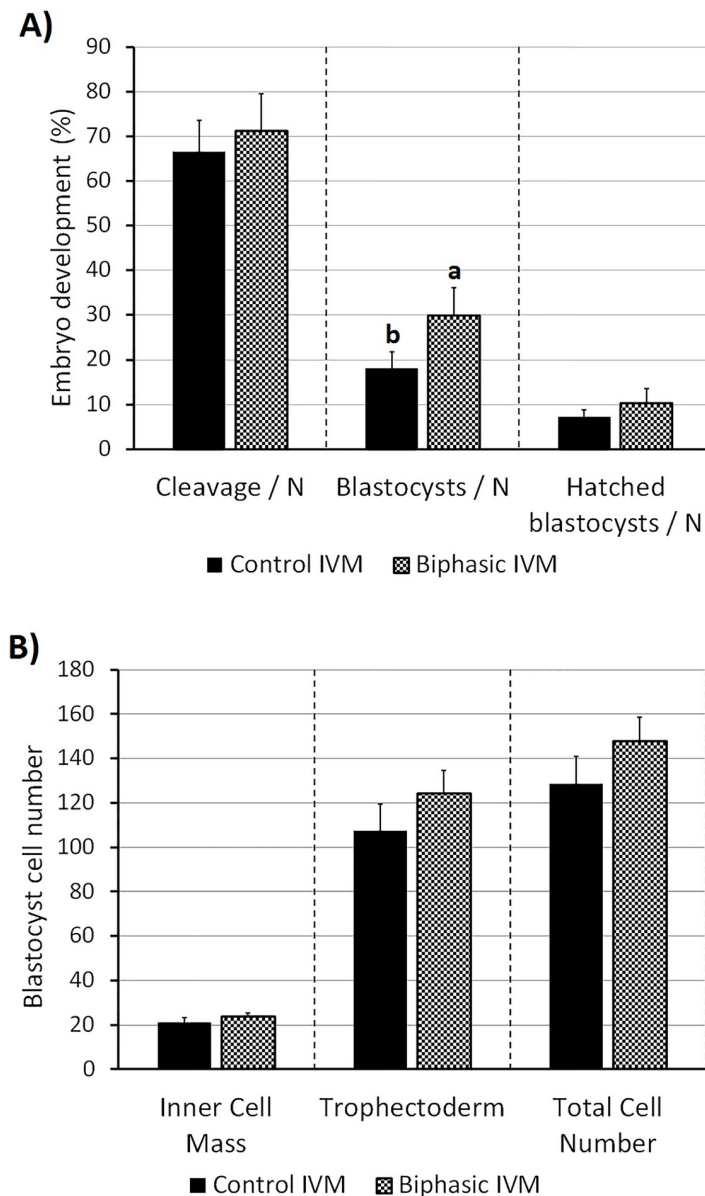 A)
Embryo development (%)
90
80
70
60
50
40
30
20
10
0
b
a
Cleavage / N
Blastocysts / N
Hatched
blastocysts / N
Control IVM
Biphasic IVM
B)
Blastocyst cell number
180
160
140
120
100
80
60
40
20
0
Inner Cell
Mass
Trophectoderm
Total Cell
Number
Control IVM
Biphasic IVM